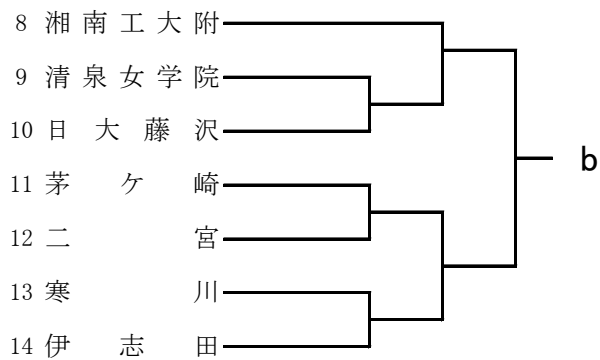 8 湘南工大附
9 清泉女学院
10 日大藤沢
11 茅ケ崎
12 二宮
13 寒川
14 伊志田
b